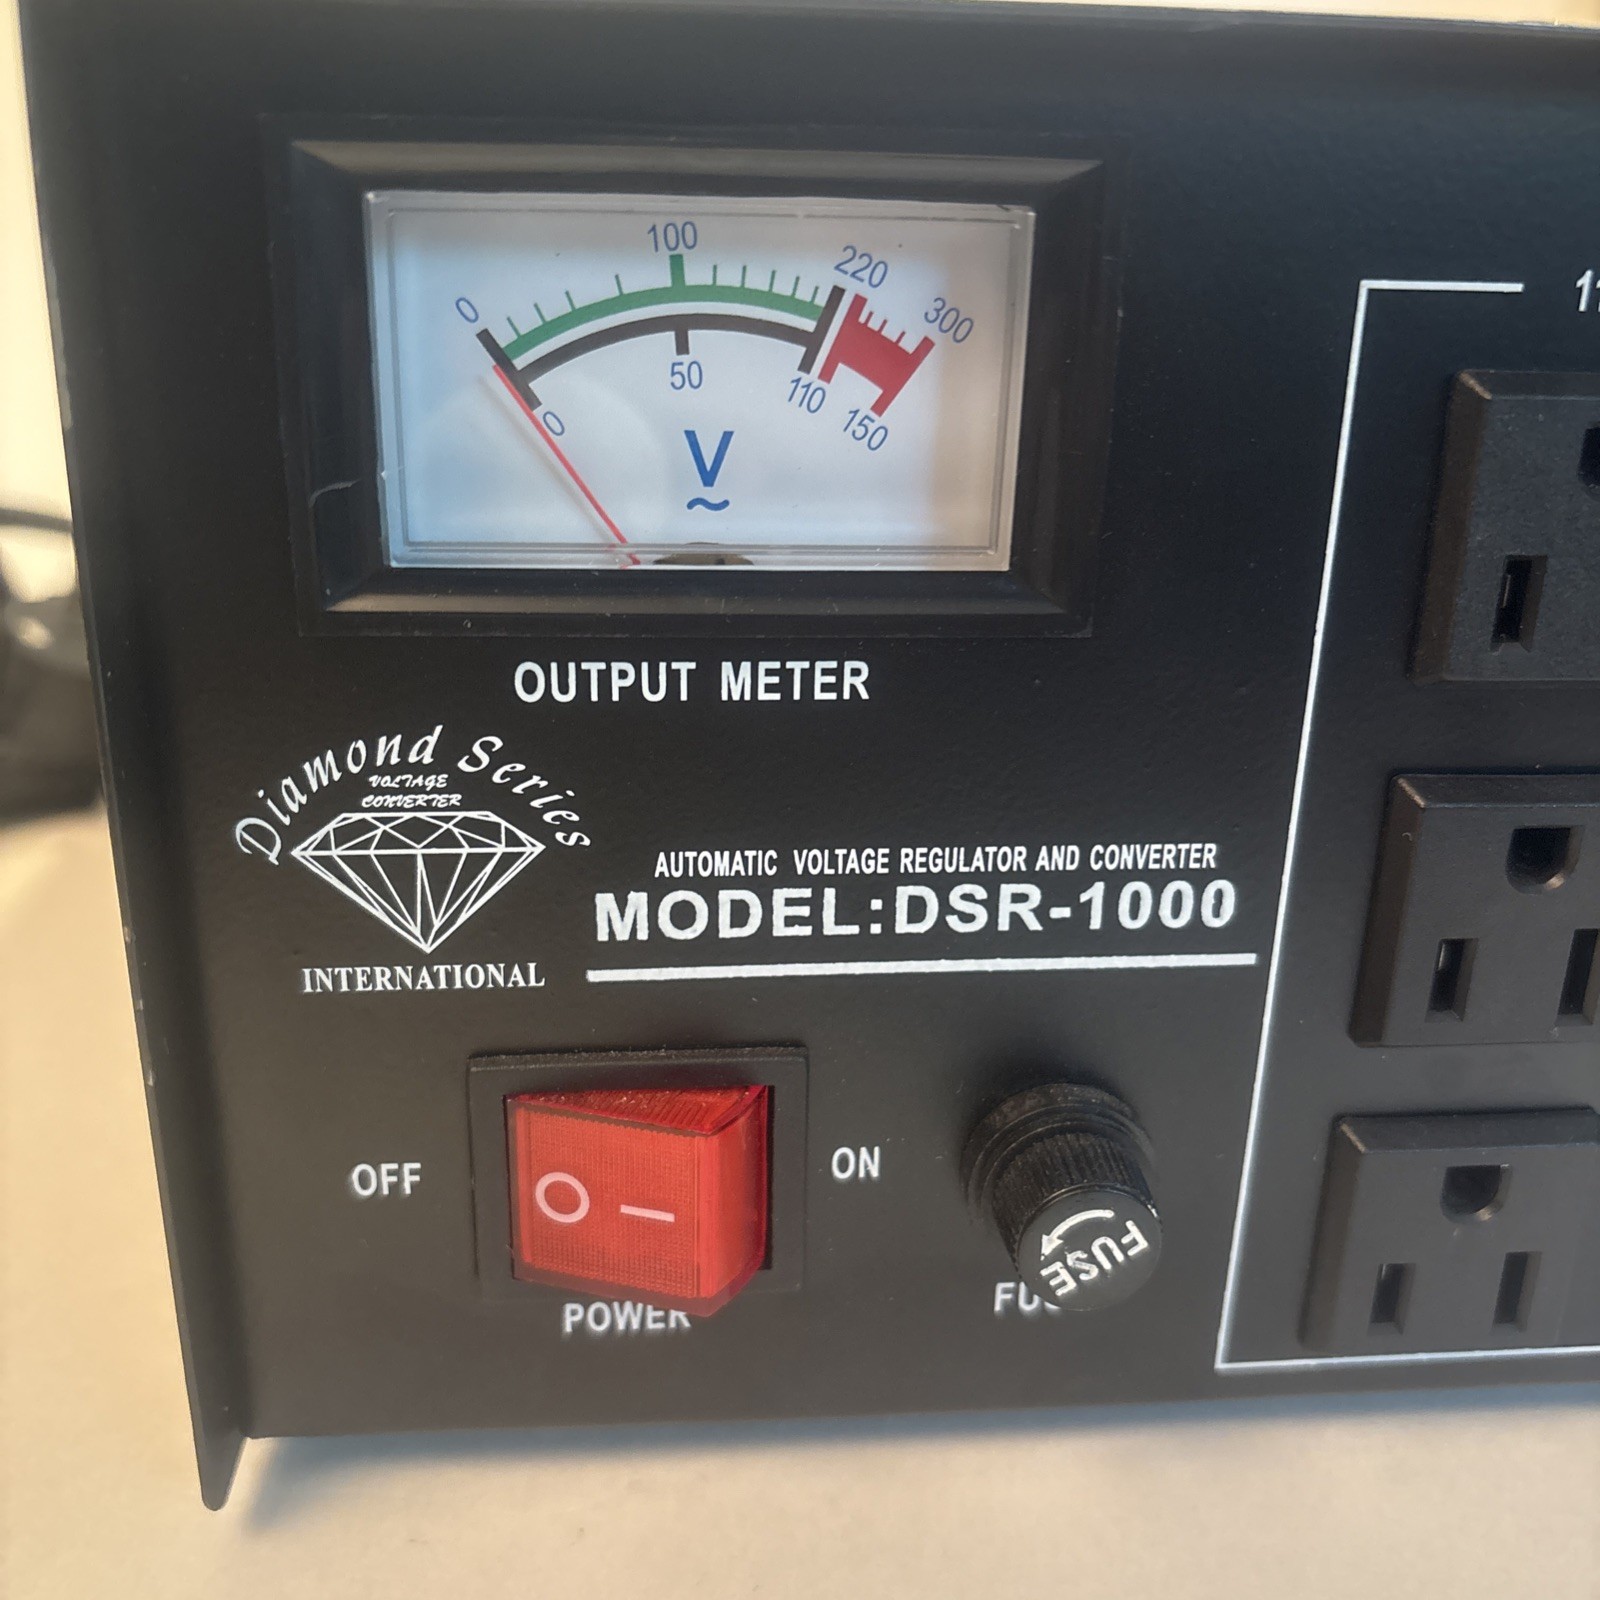 0
100
220
300
0
50
110
150
V
~
OUTPUT METER
Diamond Series
VOLTAGE
CONVERTER
INTERNATIONAL
AUTOMATIC VOLTAGE REGULATOR AND CONVERTER
MODEL:DSR-1000
OFF
ON
POWER
FUSE